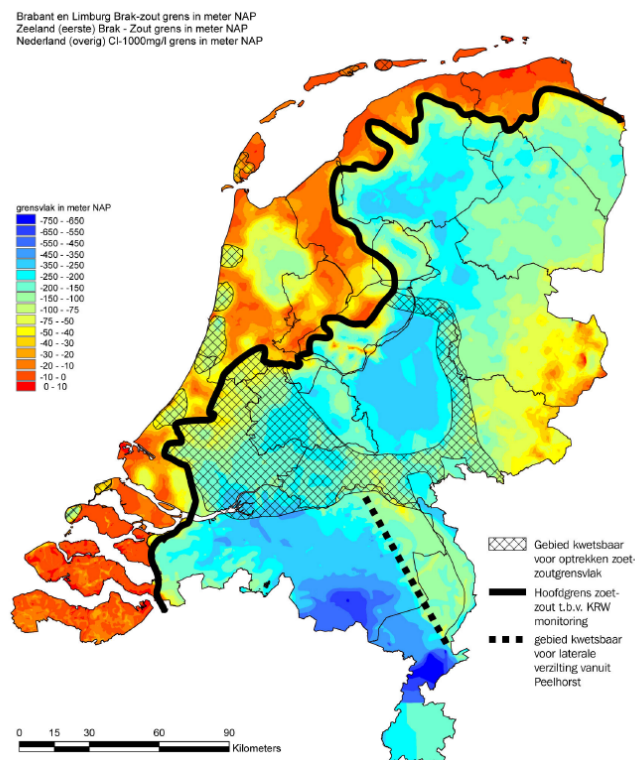 Brabant en Limburg Brak-zout grens in meter NAP
Zeeland (eerste) Brak - Zout grens in meter NAP
Nederland (overig) Cl-1000mg/l grens in meter NAP
grensvlak in meter NAP
-750 - -650
-650 - -550
-550 - -450
-450 - -350
-350 - -250
-250 - -200
-200 - -150
-150 - -100
-100 - -75
-75 - -50
-50 - -40
-40 - -30
-30 - -20
-20 - -10
-10 - 0
0 - 10
Gebied kwetsbaar
voor optrekken zoet-
zoutgrensvlak
Hoofdgrens zoet-
zout t.b.v. KRW
monitoring
gebied kwetsbaar
voor laterale
verzilting vanuit
Peelhorst
0 15 30 60 90
Kilometers